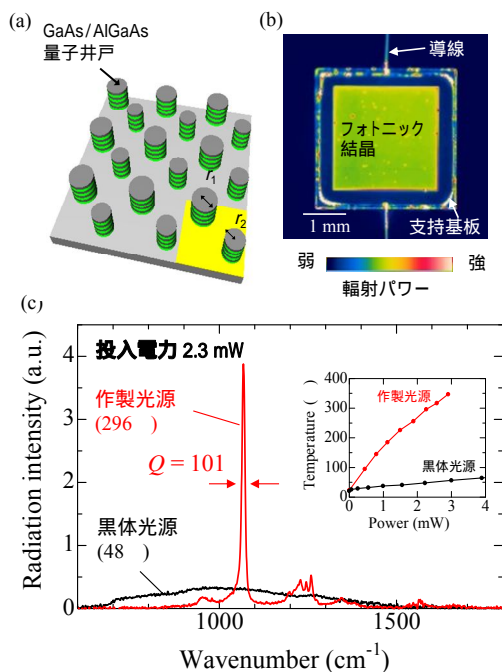 (a)
GaAs/AlGaAs
量子井戸
r1
r2
(b)
導線
フォトニック
結晶
1 mm
支持基板
弱 強
輻射パワー
(c)
Radiation intensity (a.u.)
4
3
2
1
0
投入電力 2.3 mW
作製光源
(296 )
Q = 101
黒体光源
(48 )
1000
1500
Wavenumber (cm-1)
Temperature ( )
400
300
200
100
0
作製光源
黒体光源
0 1 2 3 4
Power (mW)